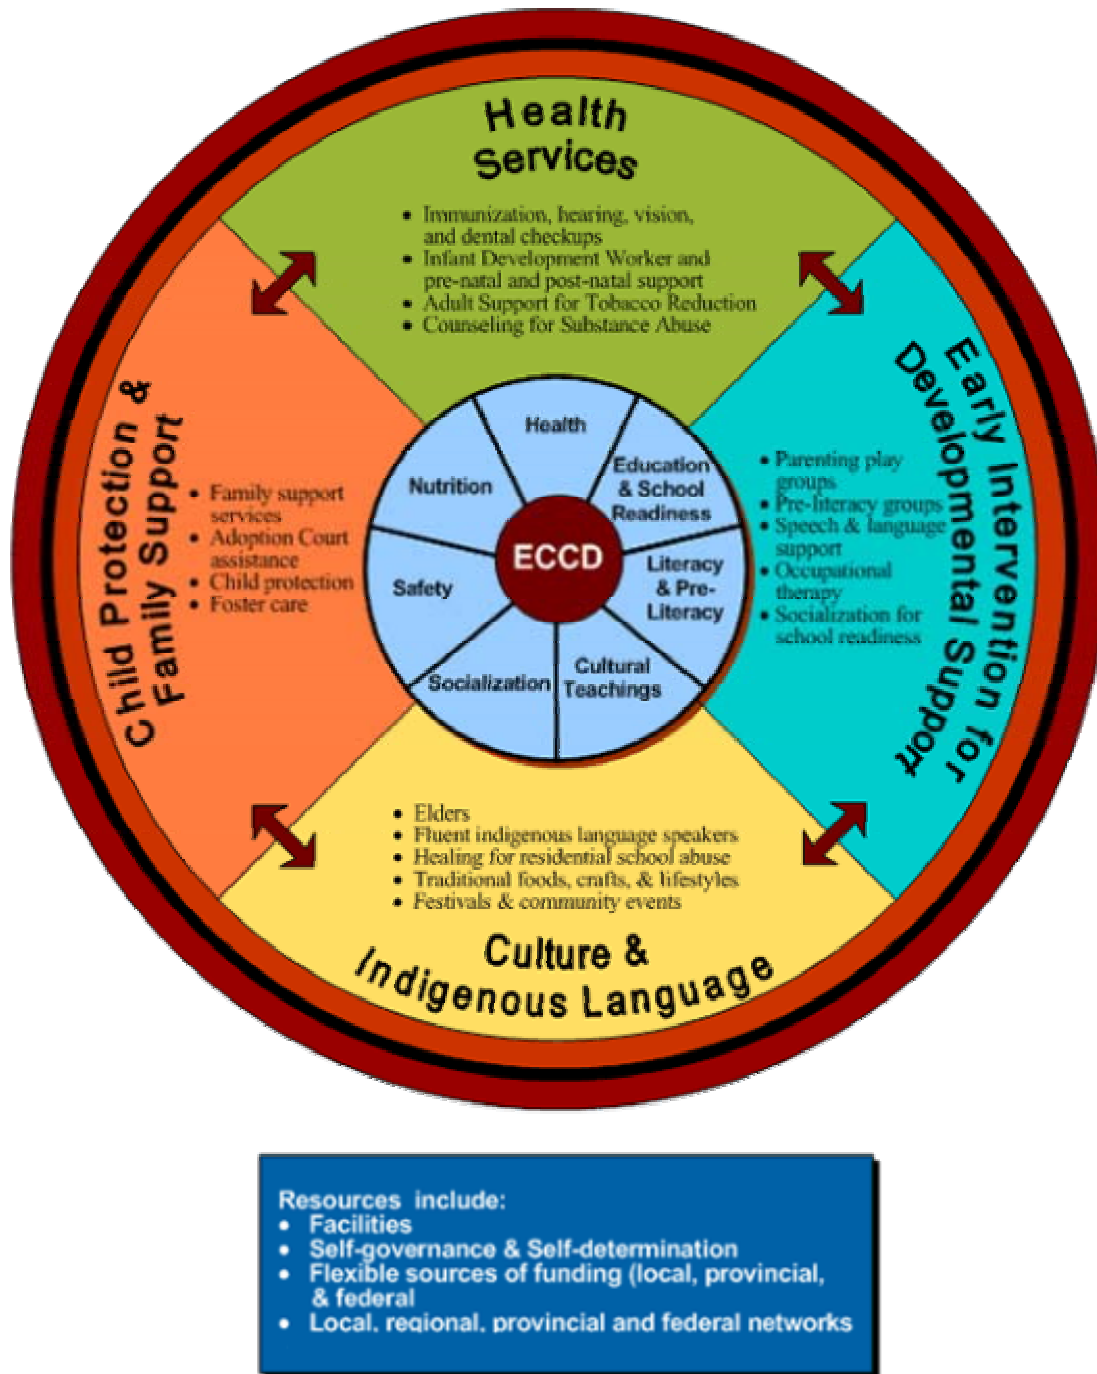 Health
Services
• Immunization, hearing, vision,
and dental checkups
• Infant Development Worker and
pre-natal and post-natal support
• Adult Support for Tobacco Reduction
• Counseling for Substance Abuse
Child Protection &
Family Support
• Family support
services
• Adoption Court
assistance
• Child protection
• Foster care
Health
Education
& School
Readiness
Literacy
& Pre-
Literacy
Cultural
Teachings
Socialization
Safety
Nutrition
ECCD
Early Intervention for
Developmental Support
• Parenting play
groups
• Pre-literacy groups
• Speech & language
support
• Occupational
therapy
• Socialization for
school readiness
• Elders
• Fluent indigenous language speakers
• Healing for residential school abuse
• Traditional foods, crafts, & lifestyles
• Festivals & community events
Culture &
Indigenous Language
Resources include:
• Facilities
• Self-governance & Self-determination
• Flexible sources of funding (local, provincial,
& federal
• Local, regional, provincial and federal networks